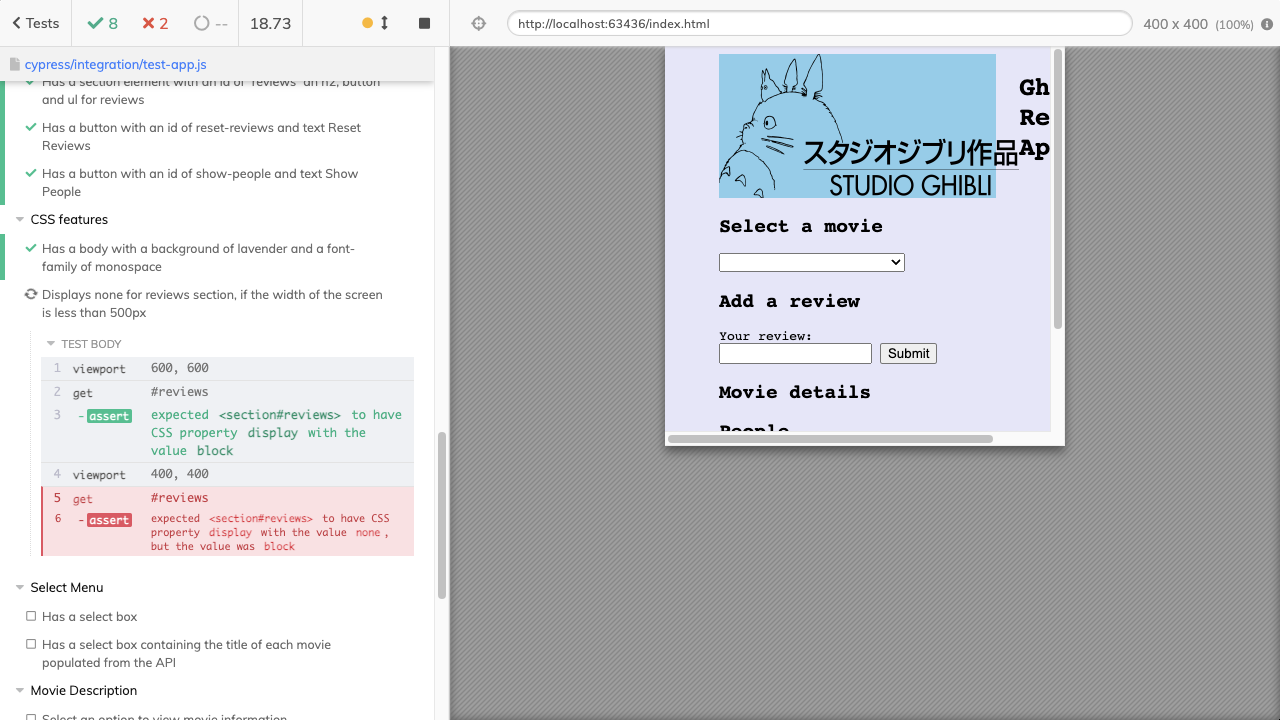 Tests
8
2
--
18.73
http://localhost:63436/index.html
400 x 400 (100%)
cypress/integration/test-app.js
Has a section element with an id of "reviews" an h2, button
and ul for reviews
Has a button with an id of reset-reviews and text Reset
Reviews
Has a button with an id of show-people and text Show
People
CSS features
Has a body with a background of lavender and a font-
family of monospace
Displays none for reviews section, if the width of the screen
is less than 500px
TEST BODY
1 viewport 600, 600
2 get #reviews
3 - assert expected <section#reviews> to have
CSS property display with the
value block
4 viewport 400, 400
5 get #reviews
6 - assert expected <section#reviews> to have CSS
property display with the value none,
but the value was block
Select Menu
Has a select box
Has a select box containing the title of each movie
populated from the API
Movie Description
Select an option to view movie information
スタジオジブリ作品
STUDIO GHIBLI
Gh
Re
Ap
Select a movie
Add a review
Your review:
Submit
Movie details
People